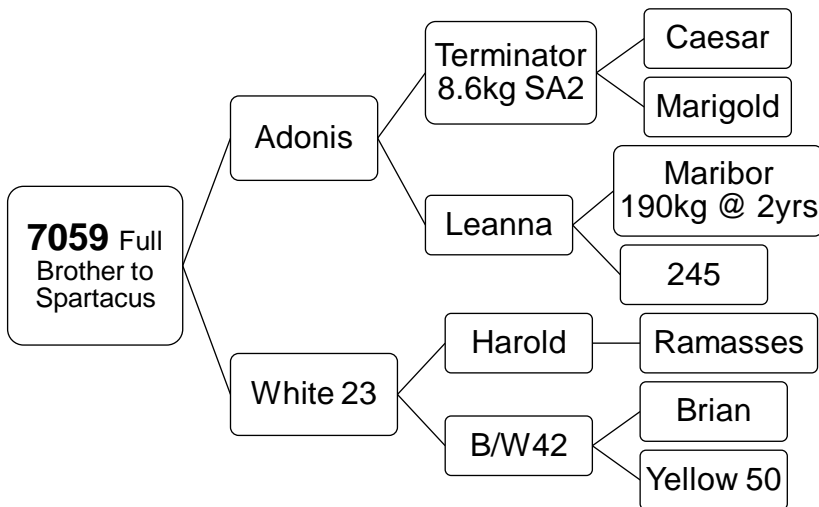 7059 Full
Brother to
Spartacus
Adonis
White 23
Terminator
8.6kg SA2
Leanna
Harold
B/W42
Caesar
Marigold
Maribor
190kg @ 2yrs
245
Ramasses
Brian
Yellow 50